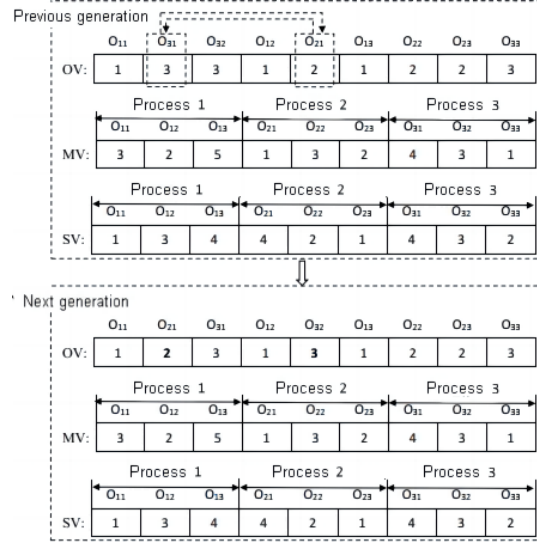 Previous generation
O₁₁ O₃₁ O₃₂ O₁₂ O₂₁ O₁₃ O₂₂ O₂₃ O₃₃
OV: 1 3 3 1 2 1 2 2 3
Process 1 Process 2 Process 3
O₁₁ O₁₂ O₁₃ O₂₁ O₂₂ O₂₃ O₃₁ O₃₂ O₃₃
MV: 3 2 5 1 3 2 4 3 1
Process 1 Process 2 Process 3
O₁₁ O₁₂ O₁₃ O₂₁ O₂₂ O₂₃ O₃₁ O₃₂ O₃₃
SV: 1 3 4 4 2 1 4 3 2
Next generation
O₁₁ O₂₁ O₃₁ O₁₂ O₃₂ O₁₃ O₂₂ O₂₃ O₃₃
OV: 1 2 3 1 3 1 2 2 3
Process 1 Process 2 Process 3
O₁₁ O₁₂ O₁₃ O₂₁ O₂₂ O₂₃ O₃₁ O₃₂ O₃₃
MV: 3 2 5 1 3 2 4 3 1
Process 1 Process 2 Process 3
O₁₁ O₁₂ O₁₃ O₂₁ O₂₂ O₂₃ O₃₁ O₃₂ O₃₃
SV: 1 3 4 4 2 1 4 3 2